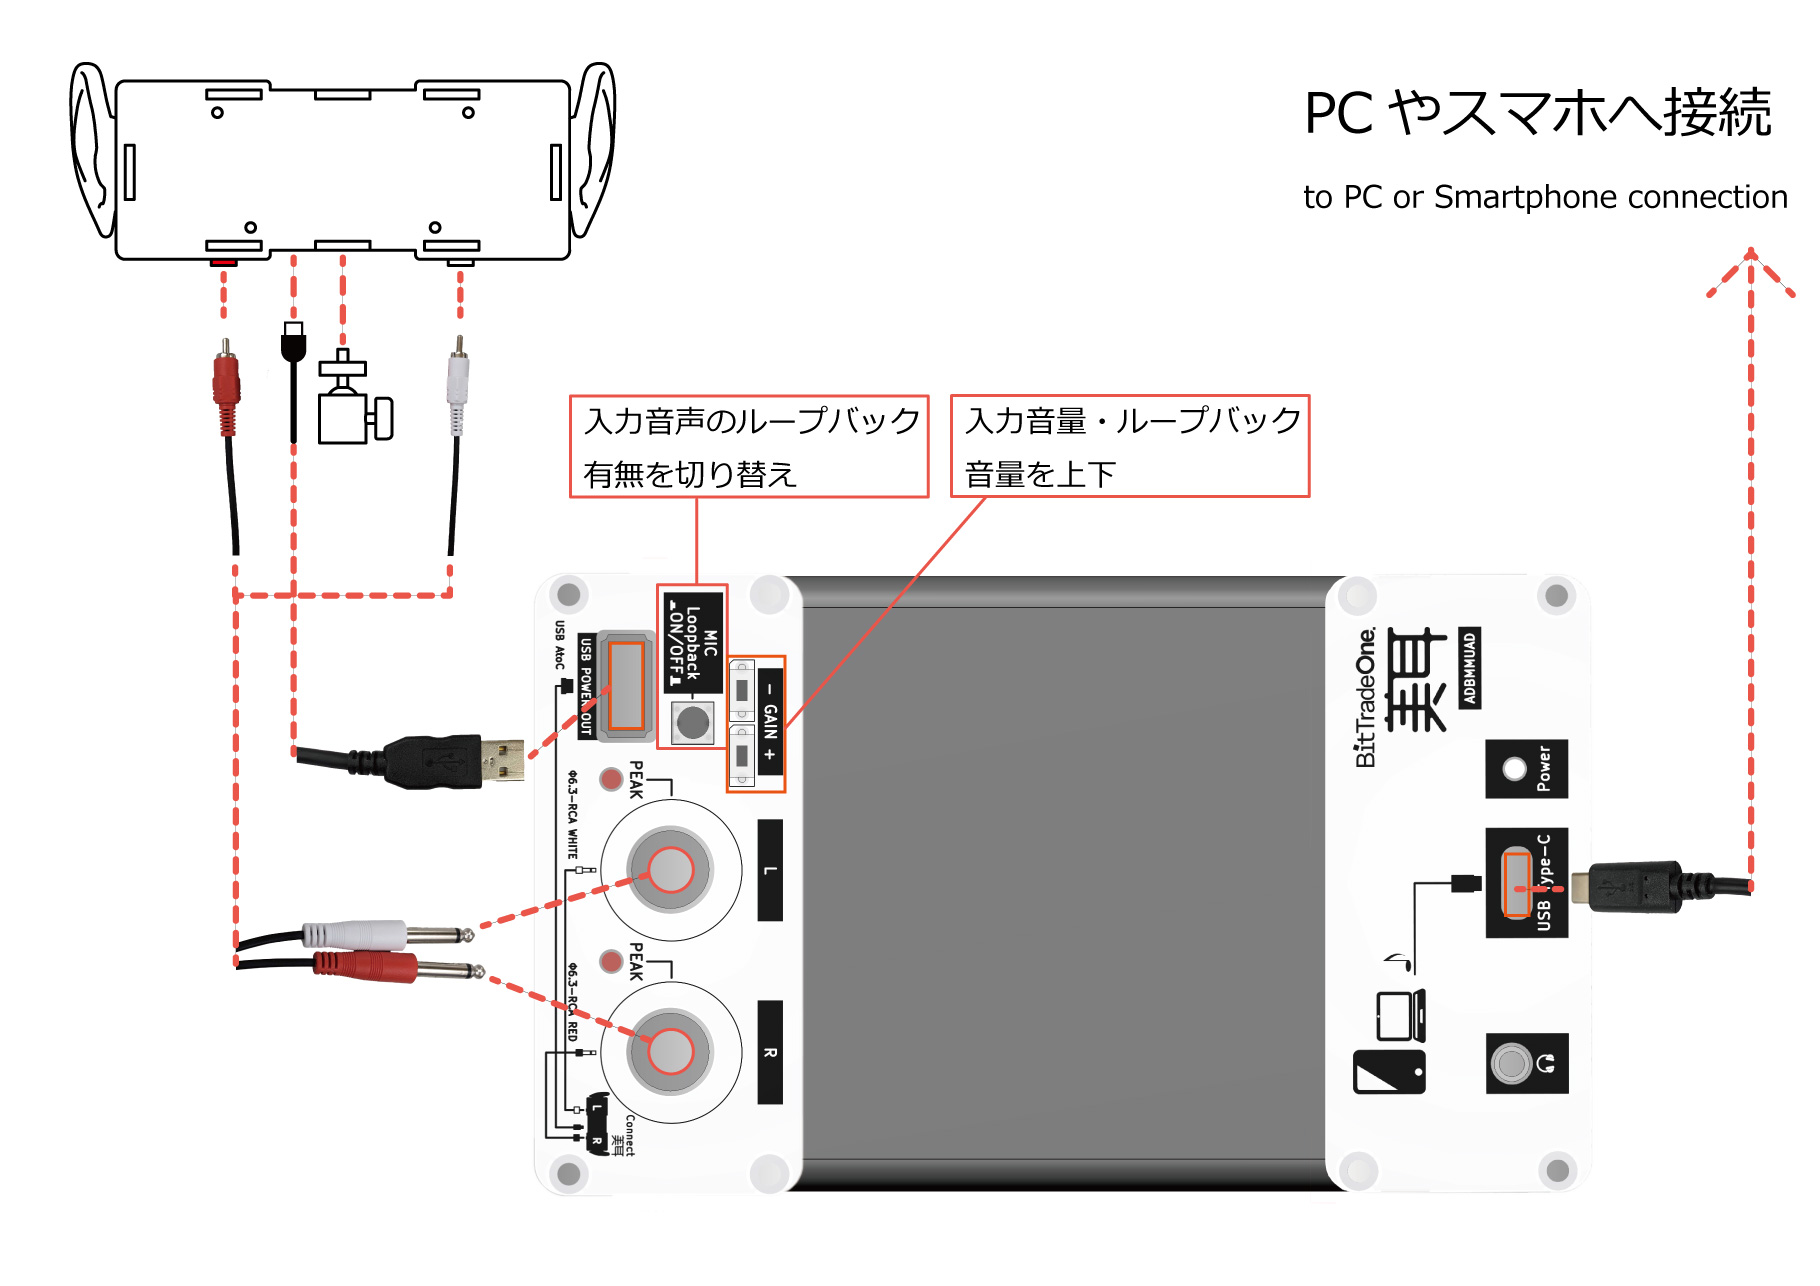 PC やスマホへ接続
to PC or Smartphone connection
入力音声のループバック
有無を切り替え
入力音量・ループバック
音量を上下
USB AtoC
USB POWER OUT
MIC
Loopback
ON/OFF
− GAIN +
PEAK
Φ6.3-RCA WHITE
L
PEAK
Φ6.3-RCA RED
R
L
R
Connect
美耳
BitTradeOne.
美耳
ADBMIMUAD
Power
USB Type-C